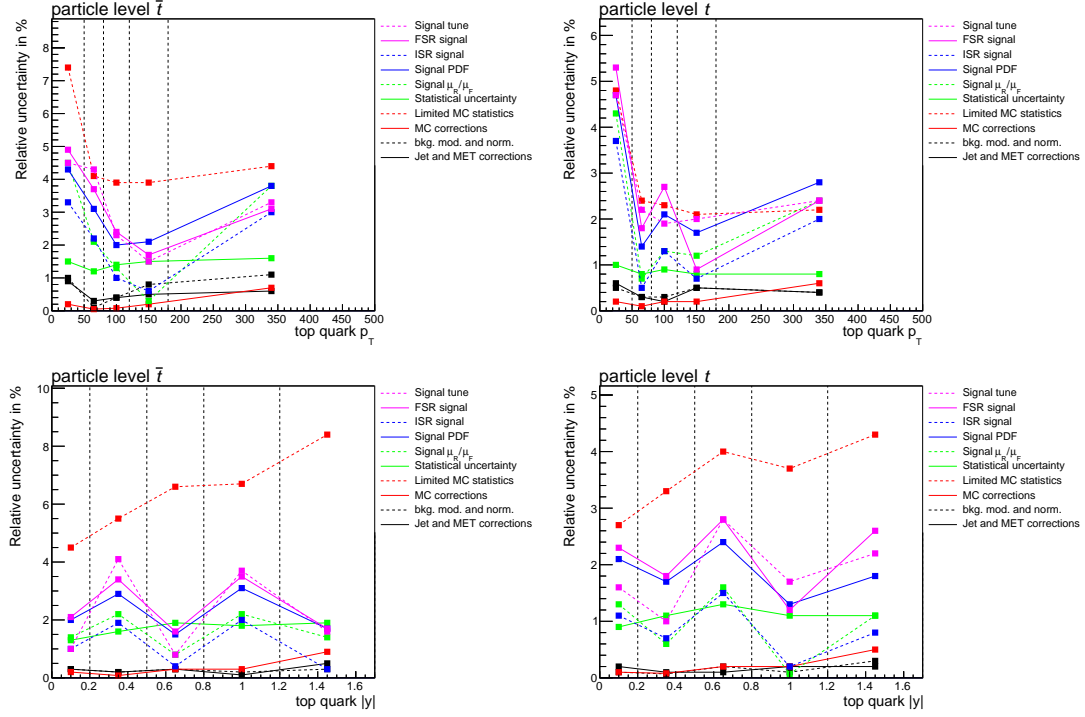 particle level t̄
Relative uncertainty in %
8
7
6
5
4
3
2
1
0
0 50 100 150 200 250 300 350 400 450 500
top quark p_T
Signal tune
FSR signal
ISR signal
Signal PDF
Signal μ_R/μ_F
Statistical uncertainty
Limited MC statistics
MC corrections
bkg. mod. and norm.
Jet and MET corrections
particle level t
Relative uncertainty in %
6
5
4
3
2
1
0
0 50 100 150 200 250 300 350 400 450 500
top quark p_T
Signal tune
FSR signal
ISR signal
Signal PDF
Signal μ_R/μ_F
Statistical uncertainty
Limited MC statistics
MC corrections
bkg. mod. and norm.
Jet and MET corrections
particle level t̄
Relative uncertainty in %
10
8
6
4
2
0
0 0.2 0.4 0.6 0.8 1.0 1.2 1.4 1.6
top quark |y|
Signal tune
FSR signal
ISR signal
Signal PDF
Signal μ_R/μ_F
Statistical uncertainty
Limited MC statistics
MC corrections
bkg. mod. and norm.
Jet and MET corrections
particle level t
Relative uncertainty in %
5
4
3
2
1
0
0 0.2 0.4 0.6 0.8 1.0 1.2 1.4 1.6
top quark |y|
Signal tune
FSR signal
ISR signal
Signal PDF
Signal μ_R/μ_F
Statistical uncertainty
Limited MC statistics
MC corrections
bkg. mod. and norm.
Jet and MET corrections